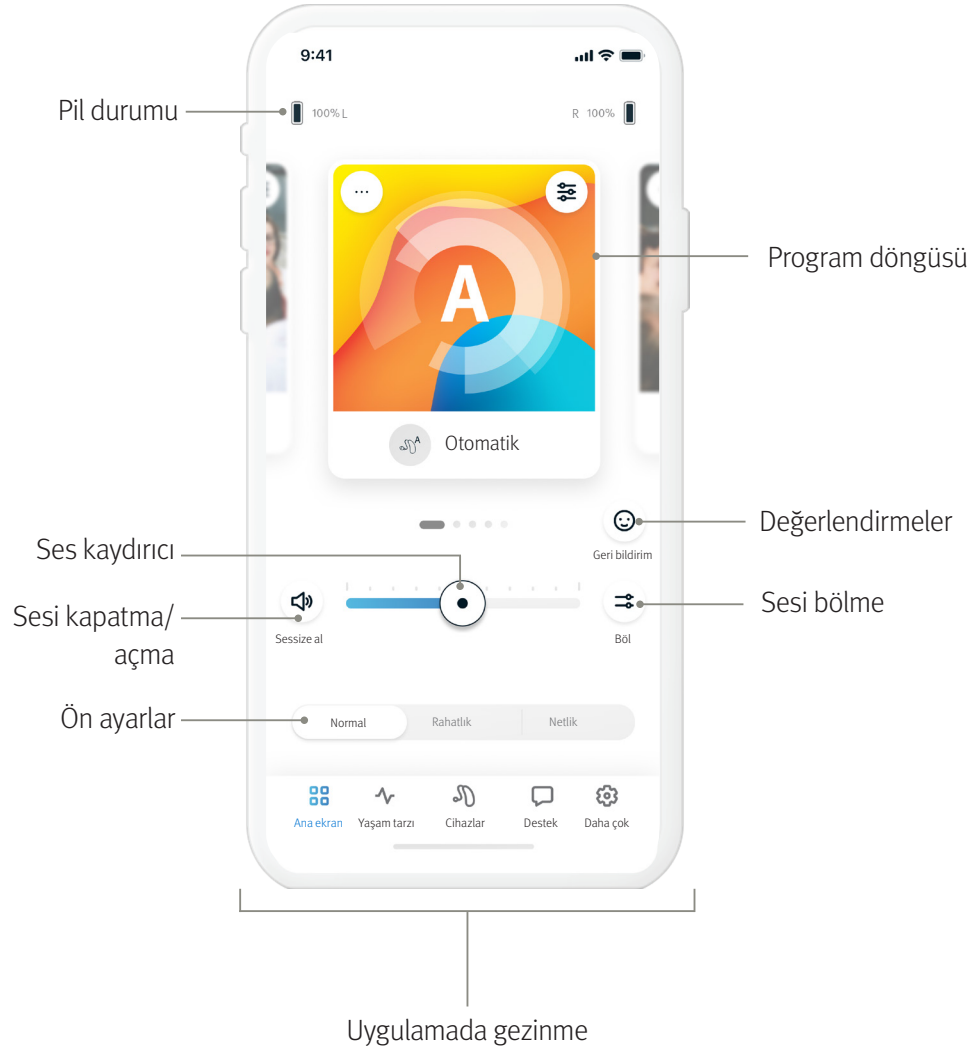 9:41
Pil durumu
100% L
R 100%
...
A
Program döngüsü
A
Otomatik
Değerlendirmeler
Geri bildirim
Ses kaydırıcı
Sesi bölme
Sesi kapatma/
açma
Sessize al
Böl
Ön ayarlar
Normal
Rahatlık
Netlik
Ana ekran
Yaşam tarzı
Cihazlar
Destek
Daha çok
Uygulamada gezinme